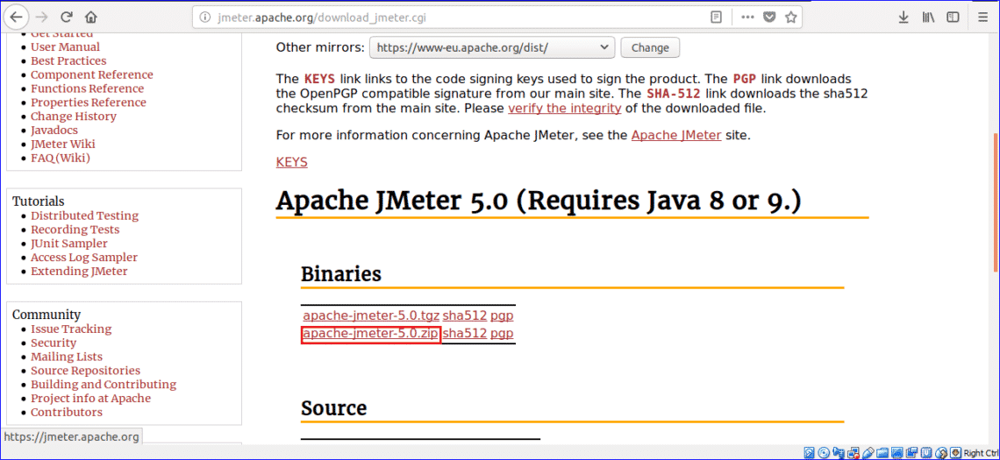 jmeter.apache.org/download_jmeter.cgi
Get Started
User Manual
Best Practices
Component Reference
Functions Reference
Properties Reference
Change History
Javadocs
JMeter Wiki
FAQ (Wiki)
Tutorials
Distributed Testing
Recording Tests
JUnit Sampler
Access Log Sampler
Extending JMeter
Community
Issue Tracking
Security
Mailing Lists
Source Repositories
Building and Contributing
Project info at Apache
Contributors
Other mirrors: https://www-eu.apache.org/dist/ Change
The KEYS link links to the code signing keys used to sign the product. The PGP link downloads
the OpenPGP compatible signature from our main site. The SHA-512 link downloads the sha512
checksum from the main site. Please verify the integrity of the downloaded file.
For more information concerning Apache JMeter, see the Apache JMeter site.
KEYS
Apache JMeter 5.0 (Requires Java 8 or 9.)
Binaries
apache-jmeter-5.0.tgz sha512 pgp
apache-jmeter-5.0.zip sha512 pgp
Source
https://jmeter.apache.org
Right Ctrl